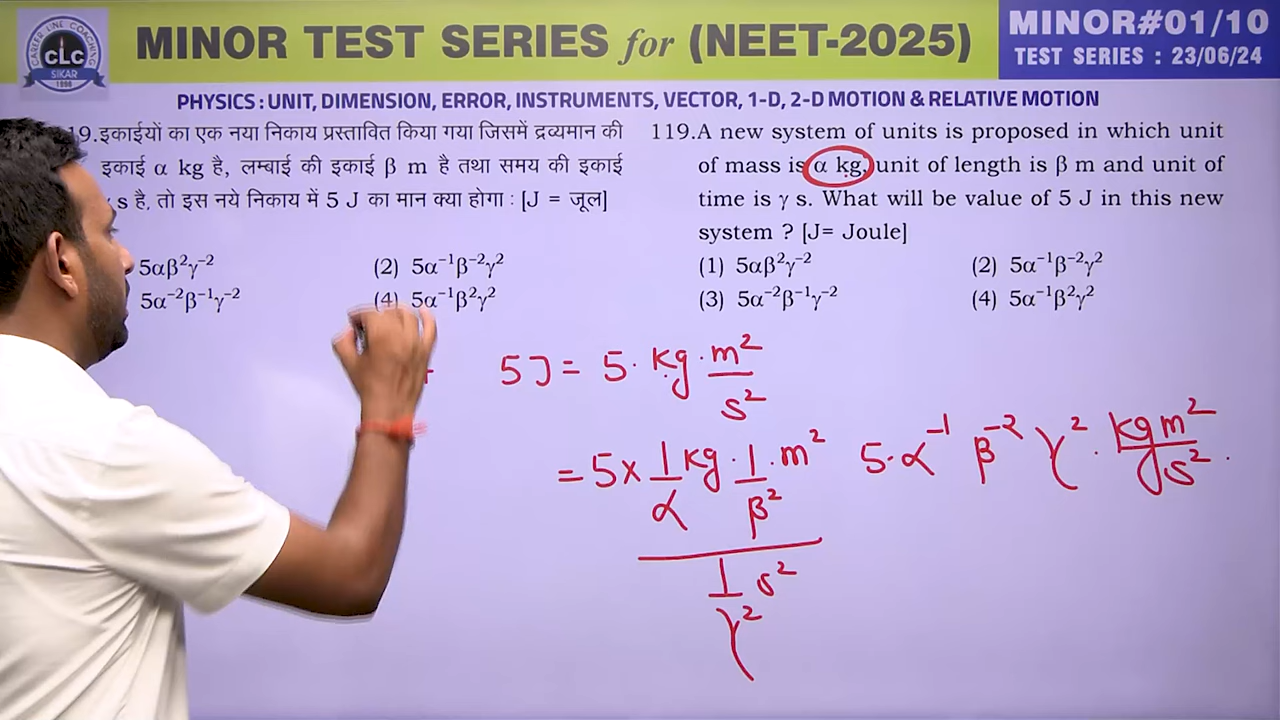 CAREER LINE COACHING
CLC
SIKAR
1996
MINOR TEST SERIES for (NEET-2025)
MINOR#01/10
TEST SERIES : 23/06/24
PHYSICS : UNIT, DIMENSION, ERROR, INSTRUMENTS, VECTOR, 1-D, 2-D MOTION & RELATIVE MOTION
19.इकाईयों का एक नया निकाय प्रस्तावित किया गया जिसमें द्रव्यमान की
इकाई α kg है, लम्बाई की इकाई β m है तथा समय की इकाई
s है, तो इस नये निकाय में 5 J का मान क्या होगा : [J = जूल]
5αβ²γ⁻²
(2) 5α⁻¹β⁻²γ²
5α⁻²β⁻¹γ⁻²
(4) 5α⁻¹β²γ²
119.A new system of units is proposed in which unit
of mass is α kg, unit of length is β m and unit of
time is γ s. What will be value of 5 J in this new
system ? [J= Joule]
(1) 5αβ²γ⁻² (2) 5α⁻¹β⁻²γ²
(3) 5α⁻²β⁻¹γ⁻² (4) 5α⁻¹β²γ²
5J = 5· kg · m²/s²
= 5× 1/α kg · 1/β² · m²
1/γ² s²
5·α⁻¹ β⁻² γ² · kg m²/s² .